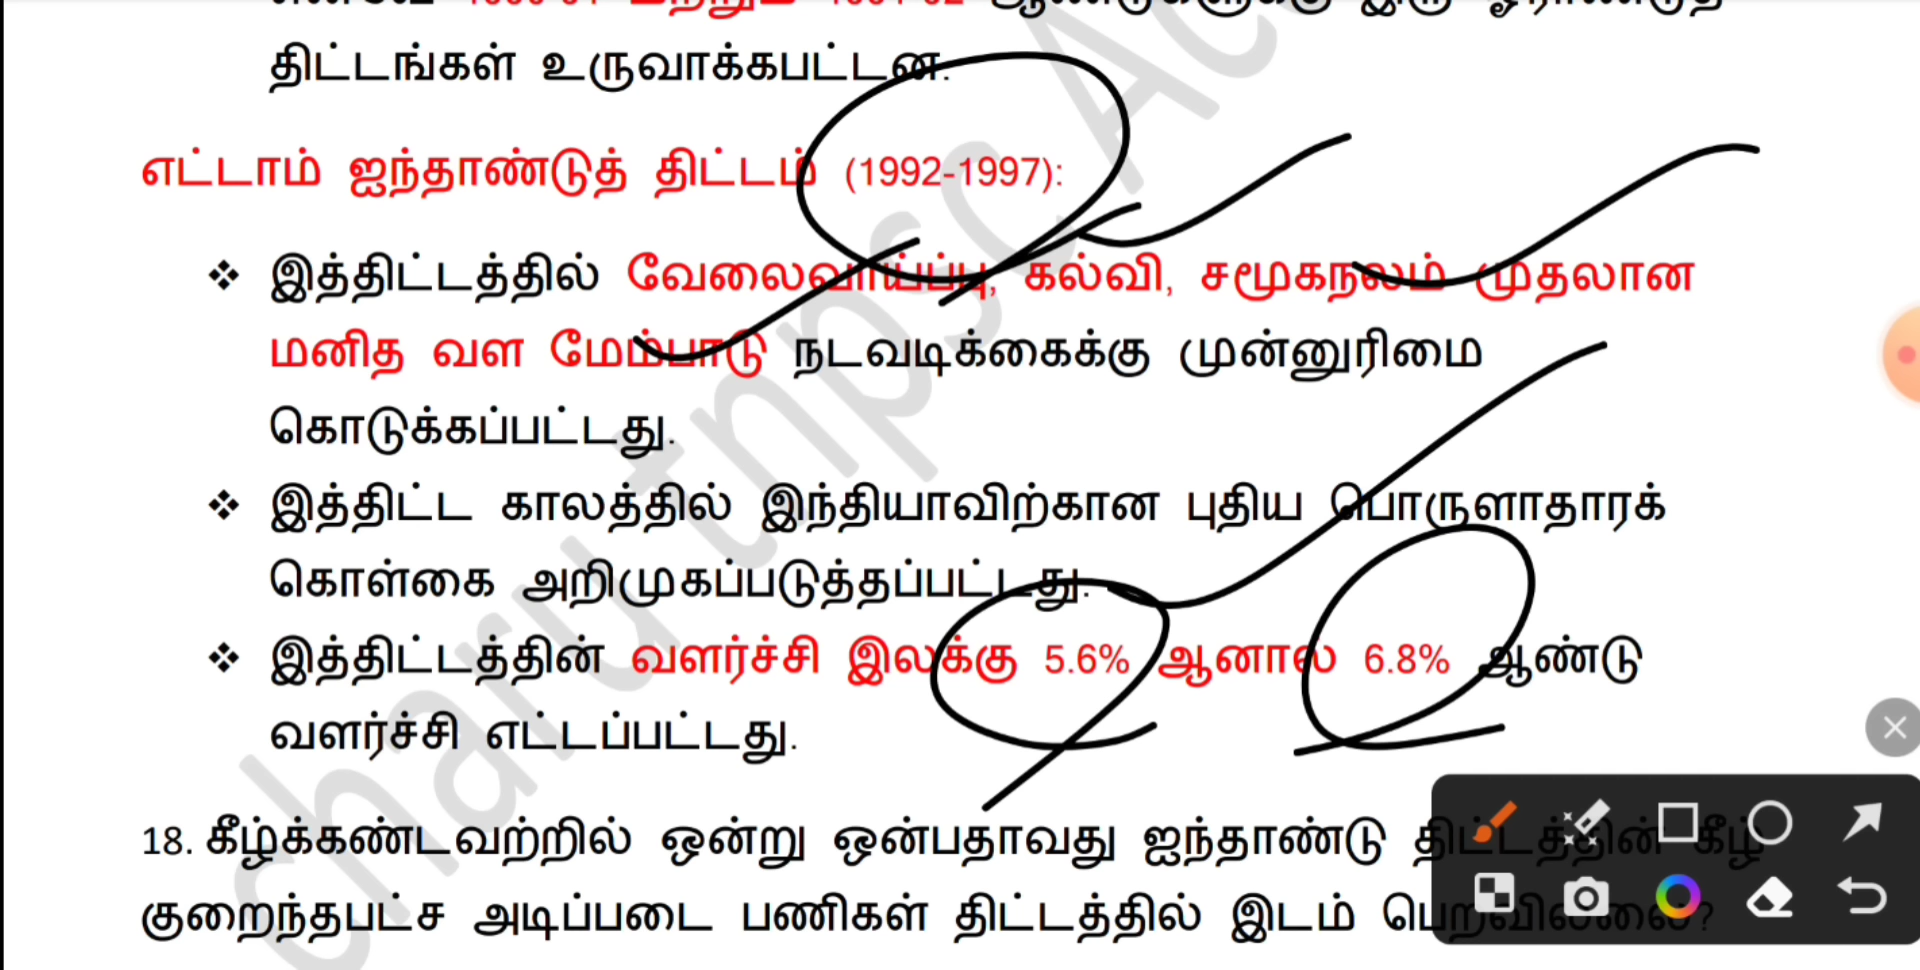 திட்டங்கள் உருவாக்கபட்டன.
எட்டாம் ஐந்தாண்டுத் திட்டம் (1992-1997):
❖ இத்திட்டத்தில் வேலைவாய்ப்பு, கல்வி, சமூகநலம் முதலான
மனித வள மேம்பாடு நடவடிக்கைக்கு முன்னுரிமை
கொடுக்கப்பட்டது.
❖ இத்திட்ட காலத்தில் இந்தியாவிற்கான புதிய பொருளாதாரக்
கொள்கை அறிமுகப்படுத்தப்பட்டது.
❖ இத்திட்டத்தின் வளர்ச்சி இலக்கு 5.6% ஆனால் 6.8% ஆண்டு
வளர்ச்சி எட்டப்பட்டது.
18. கீழ்க்கண்டவற்றில் ஒன்று ஒன்பதாவது ஐந்தாண்டு திட்டத்தின் கீழ்
குறைந்தபட்ச அடிப்படை பணிகள் திட்டத்தில் இடம் பெறவில்லை?
charu tnpsc